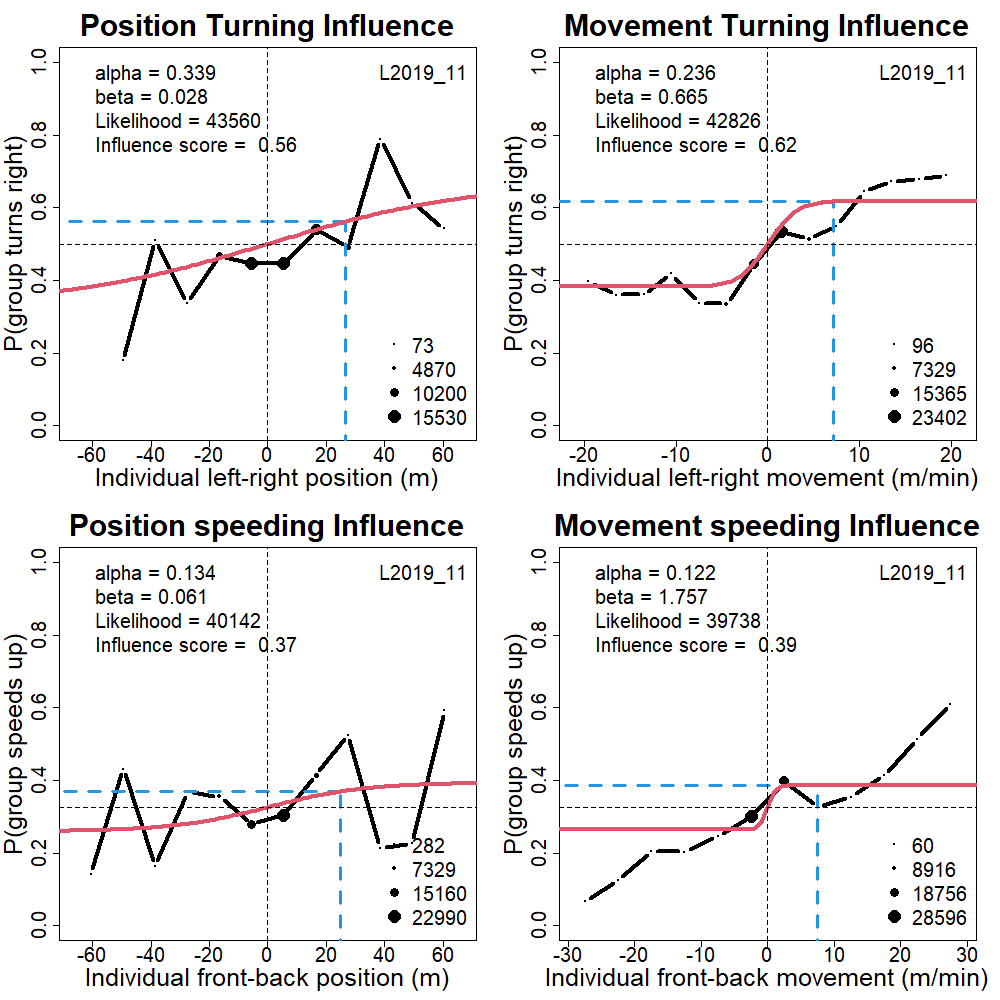 Position Turning Influence
alpha = 0.339
L2019_11
beta = 0.028
Likelihood = 43560
Influence score = 0.56
P(group turns right)
1.0
0.8
0.6
0.4
0.2
0.0
73
4870
10200
15530
-60 -40 -20 0 20 40 60
Individual left-right position (m)
Movement Turning Influence
alpha = 0.236
L2019_11
beta = 0.665
Likelihood = 42826
Influence score = 0.62
P(group turns right)
1.0
0.8
0.6
0.4
0.2
0.0
96
7329
15365
23402
-20 -10 0 10 20
Individual left-right movement (m/min)
Position speeding Influence
alpha = 0.134
L2019_11
beta = 0.061
Likelihood = 40142
Influence score = 0.37
P(group speeds up)
1.0
0.8
0.6
0.4
0.2
0.0
282
7329
15160
22990
-60 -40 -20 0 20 40 60
Individual front-back position (m)
Movement speeding Influence
alpha = 0.122
L2019_11
beta = 1.757
Likelihood = 39738
Influence score = 0.39
P(group speeds up)
1.0
0.8
0.6
0.4
0.2
0.0
60
8916
18756
28596
-30 -20 -10 0 10 20 30
Individual front-back movement (m/min)